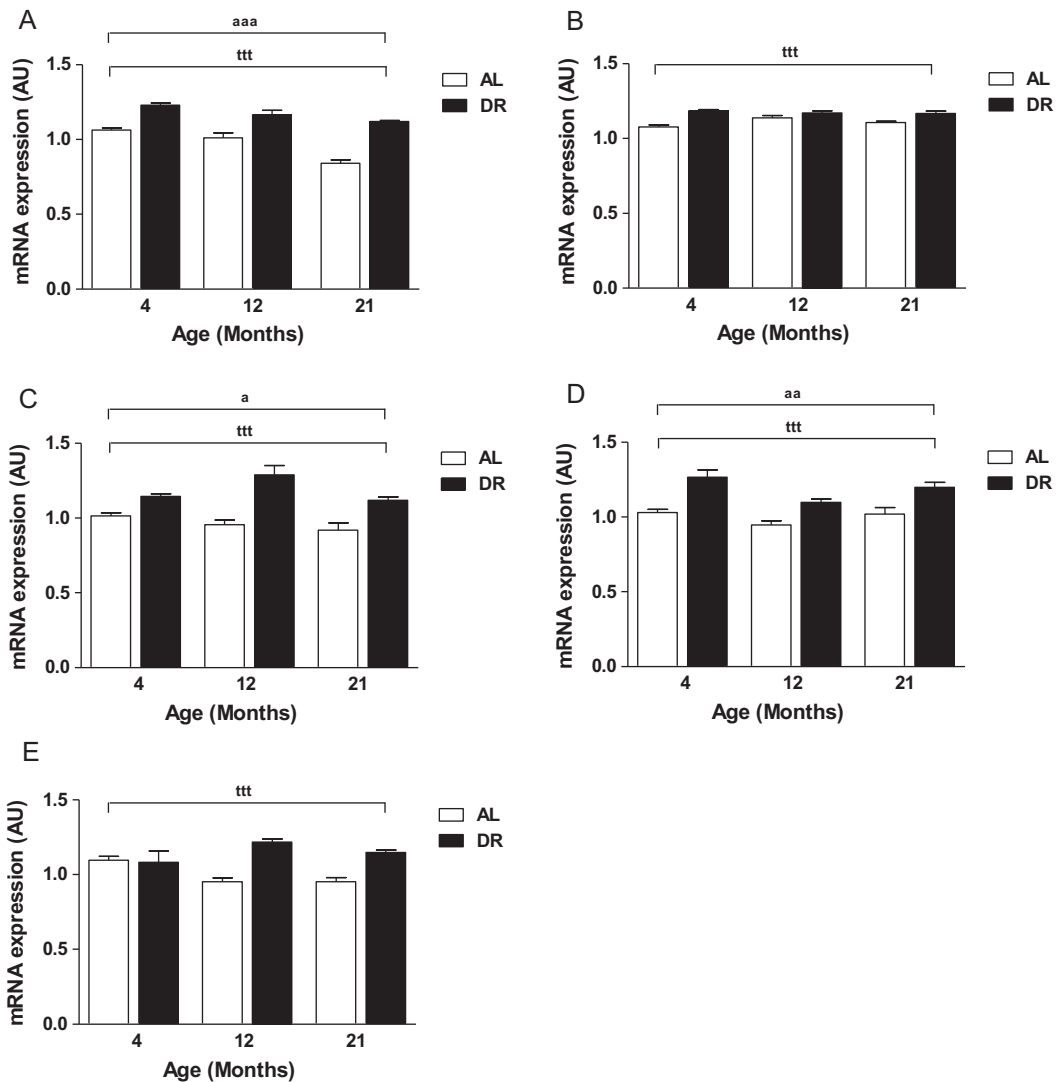 A
aaa
ttt
1.5
1.0
0.5
0.0
mRNA expression (AU)
4 12 21
Age (Months)
AL
DR
B
ttt
1.5
1.0
0.5
0.0
mRNA expression (AU)
4 12 21
Age (Months)
AL
DR
C
a
ttt
1.5
1.0
0.5
0.0
mRNA expression (AU)
4 12 21
Age (Months)
AL
DR
D
aa
ttt
1.5
1.0
0.5
0.0
mRNA expression (AU)
4 12 21
Age (Months)
AL
DR
E
ttt
1.5
1.0
0.5
0.0
mRNA expression (AU)
4 12 21
Age (Months)
AL
DR